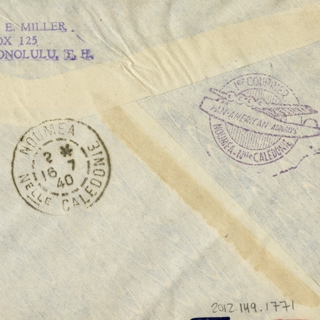 E. MILLER.
OX 125
ONOLULU, T. H.
NOUMEA
2 *
16 7
40
NELLE CALEDONIE
1ER COURRIER
PAN AMERICAN AIRWAYS
NOUMEA-NLLE CALEDONIE
2012.149.1771